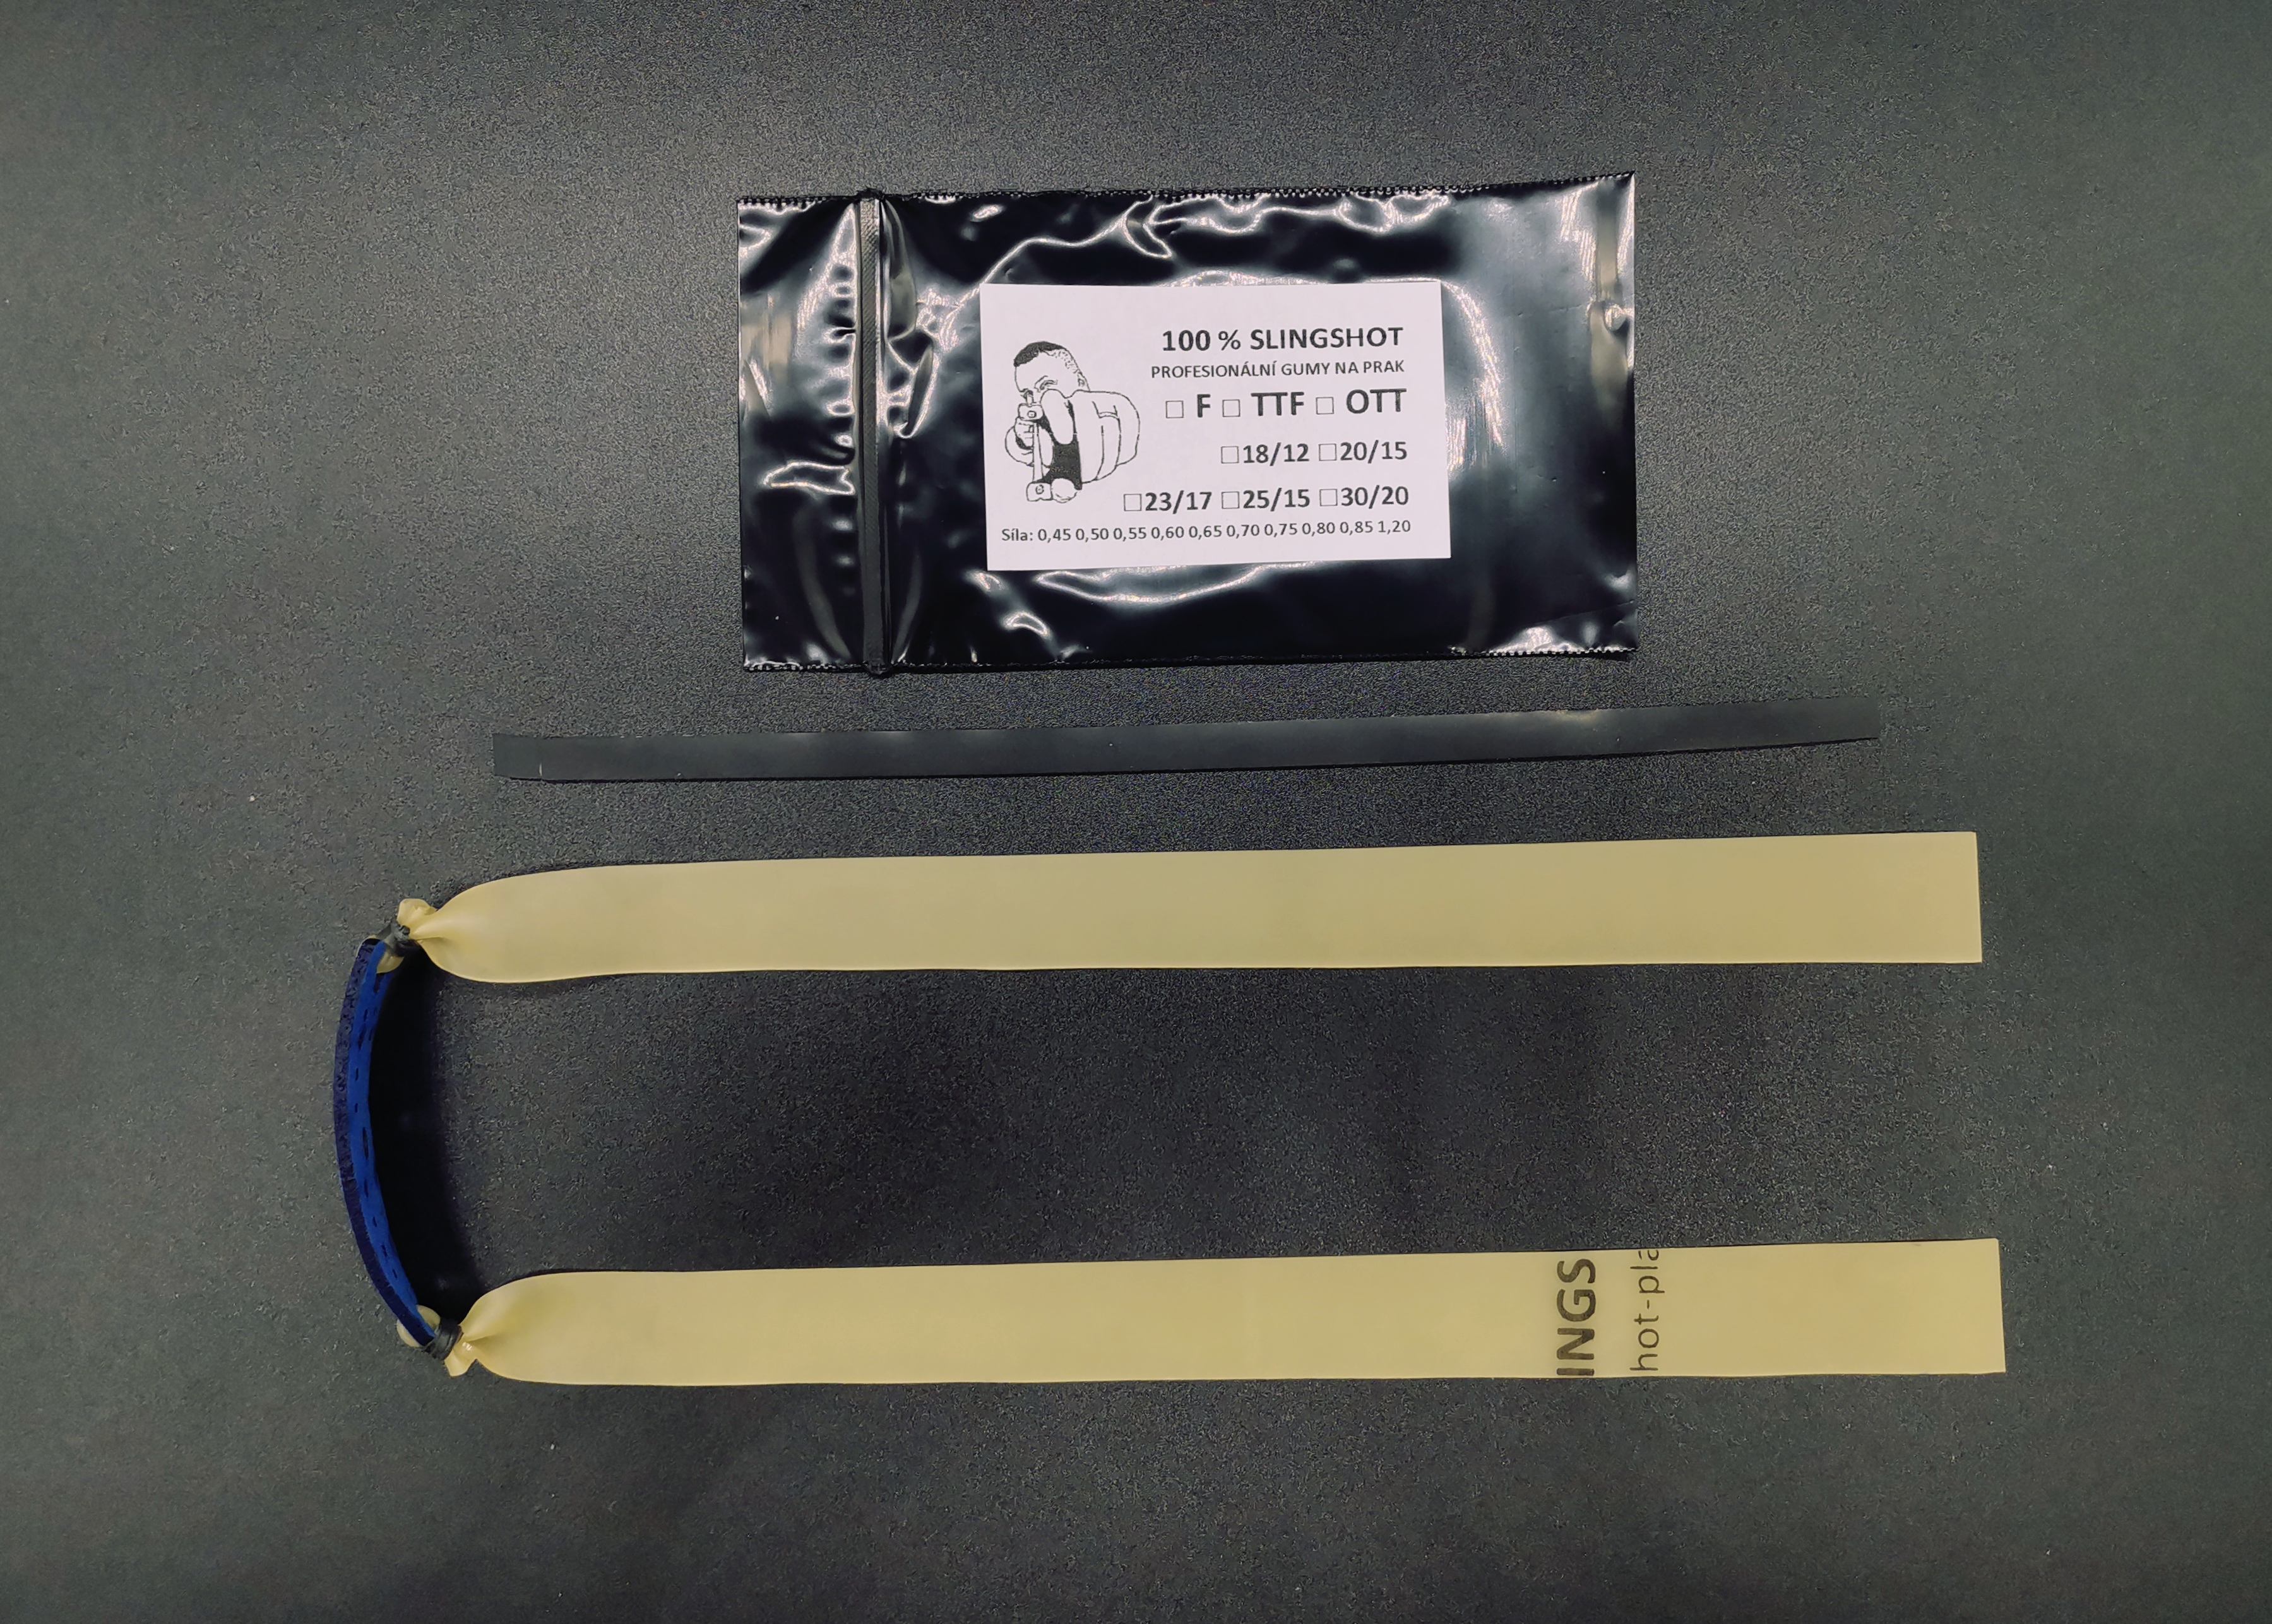 100 % SLINGSHOT
PROFESIONÁLNÍ GUMY NA PRAK
☐ F ☐ TTF ☐ OTT
☐18/12 ☐20/15
☐23/17 ☐25/15 ☐30/20
Síla: 0,45 0,50 0,55 0,60 0,65 0,70 0,75 0,80 0,85 1,20
INGS
hot-pla